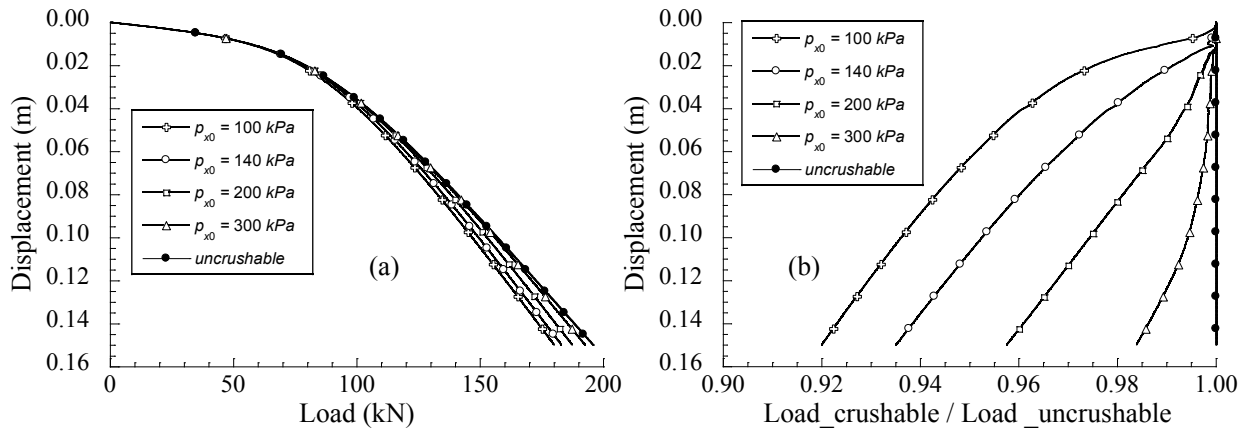 0.00
0.02
0.04
0.06
0.08
0.10
0.12
0.14
0.16
Displacement (m)
p_x0 = 100 kPa
p_x0 = 140 kPa
p_x0 = 200 kPa
p_x0 = 300 kPa
uncrushable
(a)
0 50 100 150 200
Load (kN)
0.00
0.02
0.04
0.06
0.08
0.10
0.12
0.14
0.16
Displacement (m)
p_x0 = 100 kPa
p_x0 = 140 kPa
p_x0 = 200 kPa
p_x0 = 300 kPa
uncrushable
(b)
0.90 0.92 0.94 0.96 0.98 1.00
Load_crushable / Load _uncrushable